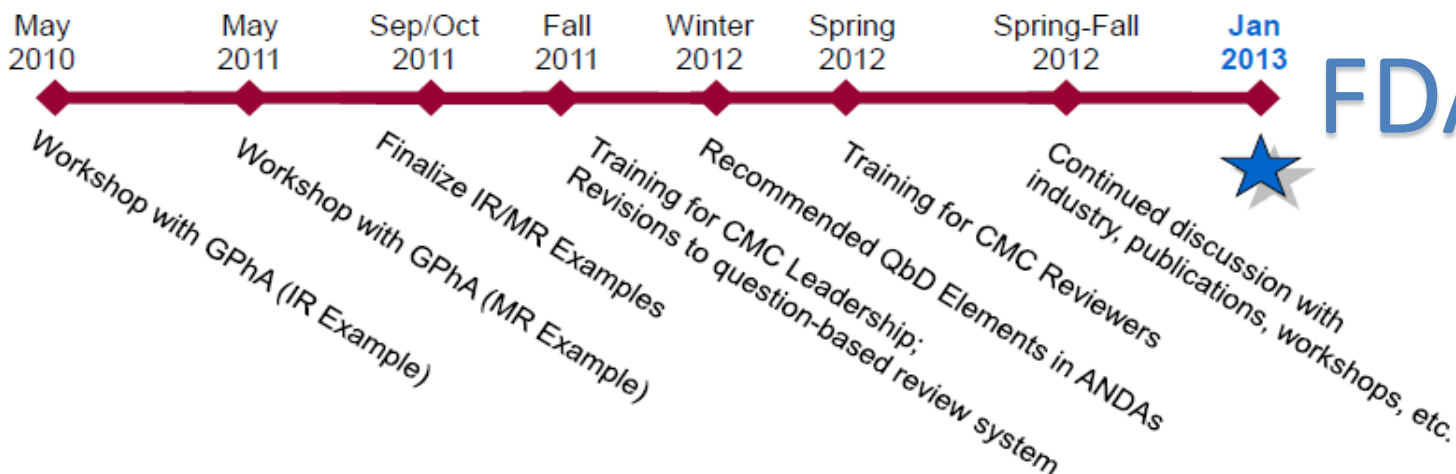 May
2010
May
2011
Sep/Oct
2011
Fall
2011
Winter
2012
Spring
2012
Spring-Fall
2012
Jan
2013
FDA
Workshop with GPhA (IR Example)
Workshop with GPhA (MR Example)
Finalize IR/MR Examples
Training for CMC Leadership;
Revisions to question-based review system
Recommended QbD Elements in ANDAs
Training for CMC Reviewers
Continued discussion with
industry, publications, workshops, etc.